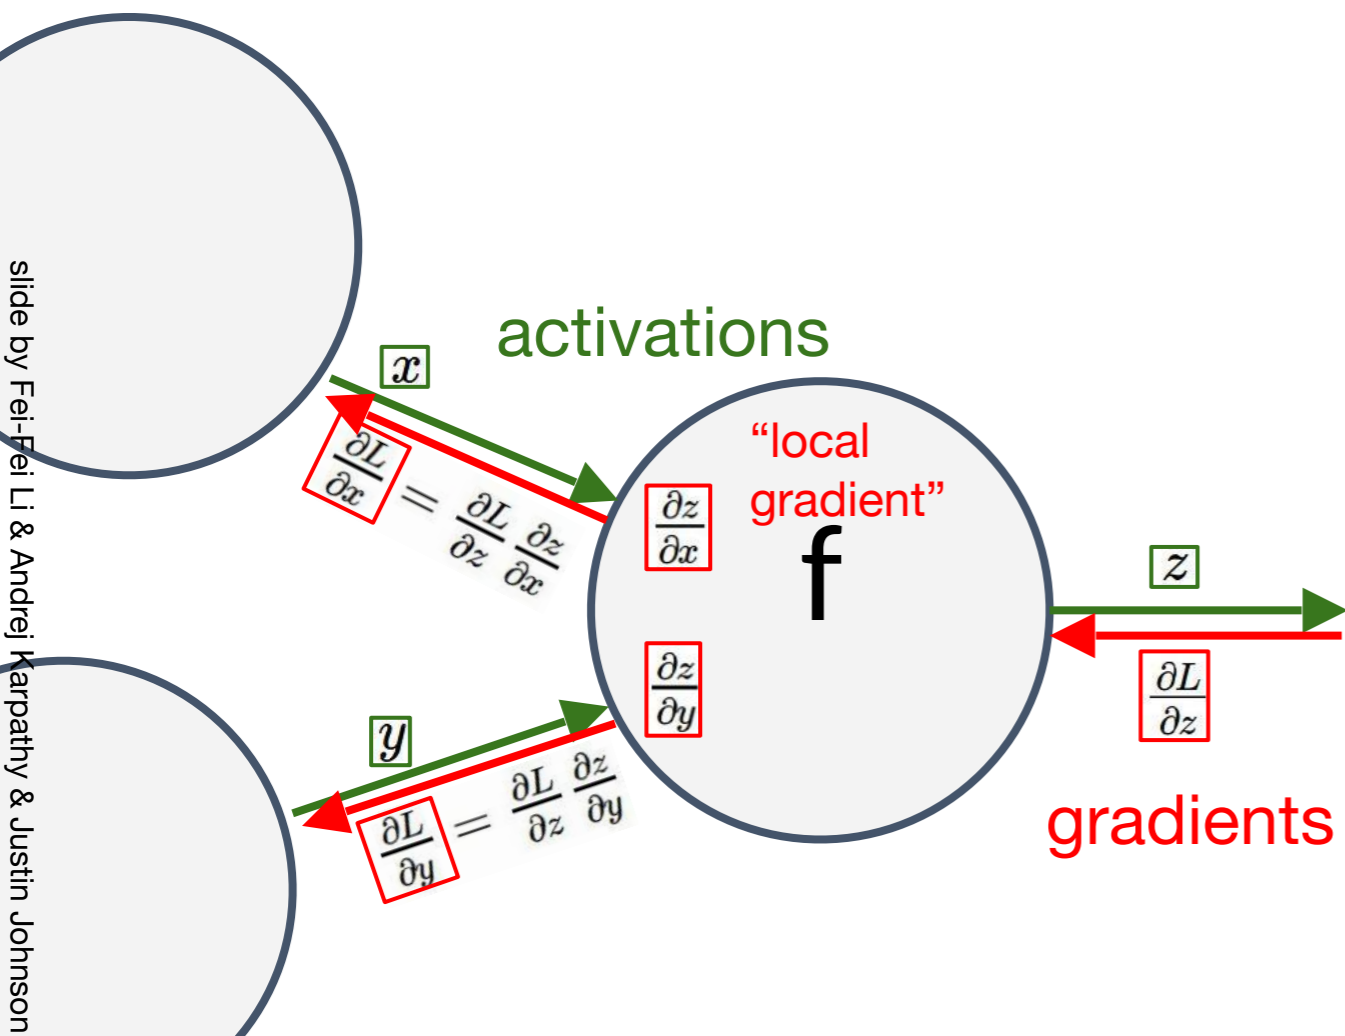 activations
x
∂L/∂x = ∂L/∂z ∂z/∂x
“local
gradient”
∂z/∂x
f
z
∂z/∂y
∂L/∂z
y
∂L/∂y = ∂L/∂z ∂z/∂y
gradients
slide by Fei-Fei Li & Andrej Karpathy & Justin Johnson